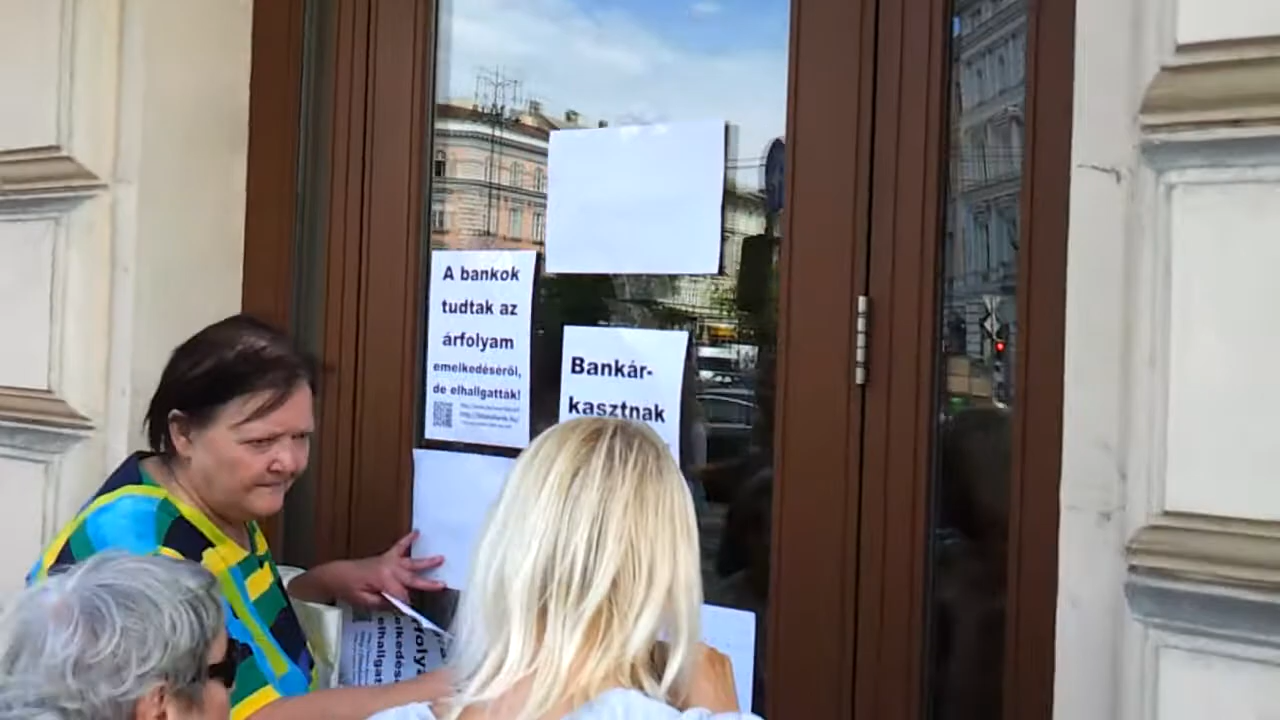 A bankok
tudtak az
árfolyam
emelkedéséről,
de elhallgatták!
Bankár-
kasztnak